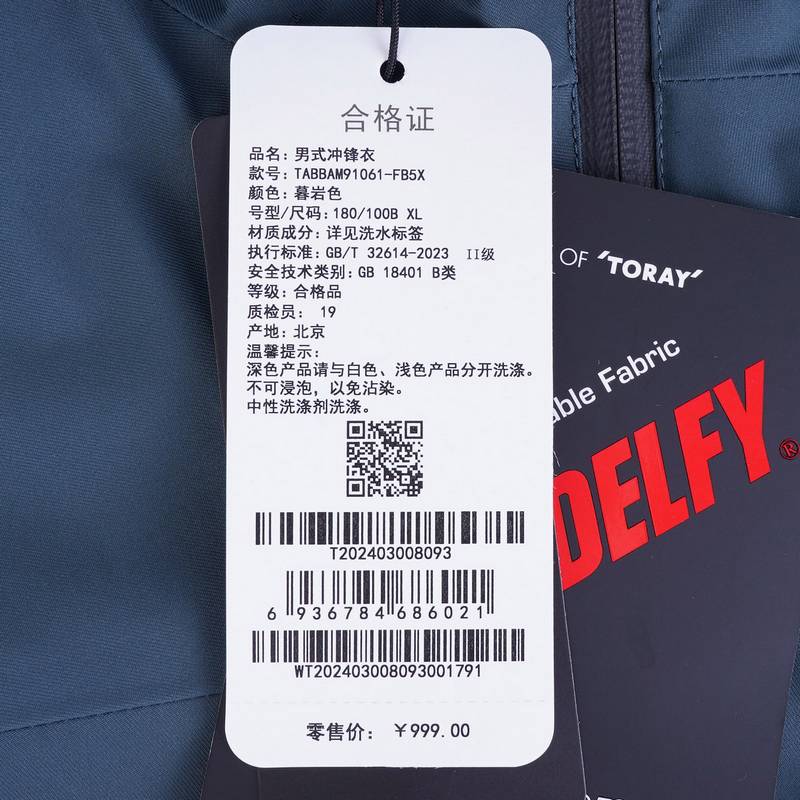 合格证
品名: 男式冲锋衣
款号: TABBAM91061-FB5X
颜色: 暮岩色
号型/尺码: 180/100B XL
材质成分: 详见洗水标签
执行标准: GB/T 32614-2023 II级
安全技术类别: GB 18401 B类
等级: 合格品
质检员: 19
产地: 北京
温馨提示:
深色产品请与白色、浅色产品分开洗涤。
不可浸泡，以免沾染。
中性洗涤剂洗涤。
T202403008093
6 936784 686021
WT202403008093001791
零售价: ￥999.00
OF 'TORAY'
able Fabric
DELFY®